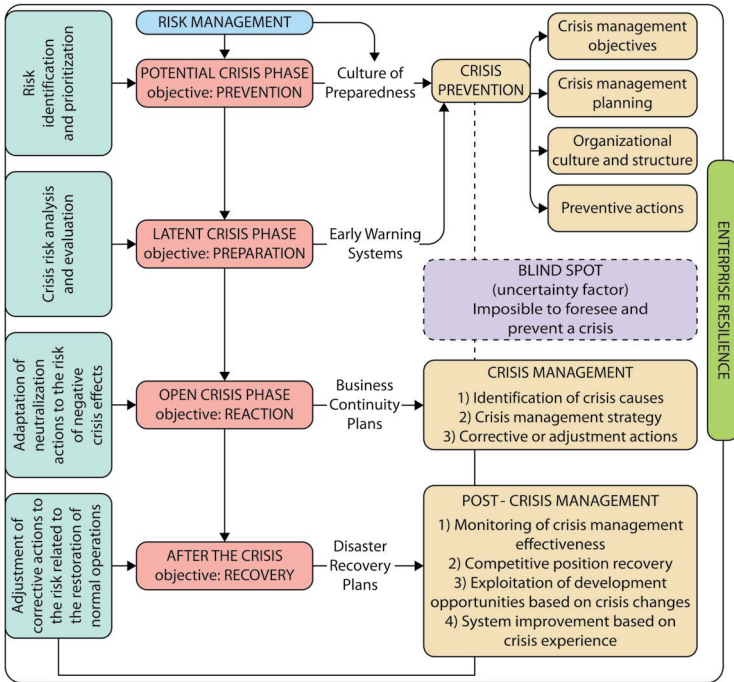 RISK MANAGEMENT
Risk
identification
and prioritization
POTENTIAL CRISIS PHASE
objective: PREVENTION
Culture of
Preparedness
CRISIS
PREVENTION
Crisis management
objectives
Crisis management
planning
Organizational
culture and structure
Preventive actions
Crisis risk analysis
and evaluation
LATENT CRISIS PHASE
objective: PREPARATION
Early Warning
Systems
BLIND SPOT
(uncertainty factor)
Imposible to foresee and
prevent a crisis
ENTERPRISE RESILIENCE
Adaptation of
neutralization
actions to the risk
of negative
crisis effects
OPEN CRISIS PHASE
objective: REACTION
Business
Continuity
Plans
CRISIS MANAGEMENT
1) Identification of crisis causes
2) Crisis management strategy
3) Corrective or adjustment actions
Adjustment of
corrective actions to
the risk related to
the restoration of
normal operations
AFTER THE CRISIS
objective: RECOVERY
Disaster
Recovery
Plans
POST - CRISIS MANAGEMENT
1) Monitoring of crisis management
effectiveness
2) Competitive position recovery
3) Exploitation of development
opportunities based on crisis changes
4) System improvement based on
crisis experience